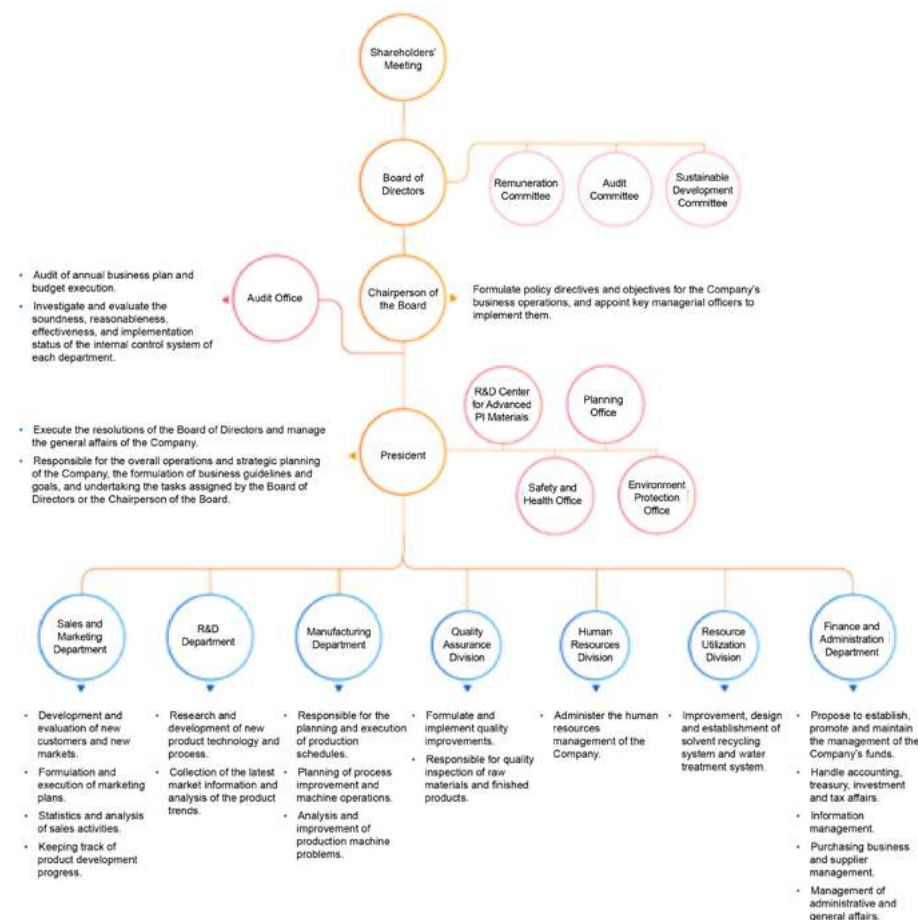 Shareholders'
Meeting
Board of
Directors
Remuneration
Committee
Audit
Committee
Sustainable
Development
Committee
Audit of annual business plan and
budget execution.
Investigate and evaluate the
soundness, reasonableness,
effectiveness, and implementation
status of the internal control system of
each department.
Audit Office
Chairperson of
the Board
Formulate policy directives and objectives for the Company's
business operations, and appoint key managerial officers to
implement them.
Execute the resolutions of the Board of Directors and manage
the general affairs of the Company.
Responsible for the overall operations and strategic planning
of the Company, the formulation of business guidelines and
goals, and undertaking the tasks assigned by the Board of
Directors or the Chairperson of the Board.
President
R&D Center
for Advanced
PI Materials
Planning
Office
Safety and
Health Office
Environment
Protection
Office
Sales and
Marketing
Department
Development and
evaluation of new
customers and new
markets.
Formulation and
execution of marketing
plans.
Statistics and analysis
of sales activities.
Keeping track of
product development
progress.
R&D
Department
Research and
development of new
product technology and
process.
Collection of the latest
market information and
analysis of the product
trends.
Manufacturing
Department
Responsible for the
planning and execution
of production
schedules.
Planning of process
improvement and
machine operations.
Analysis and
improvement of
production machine
problems.
Quality
Assurance
Division
Formulate and
implement quality
improvements.
Responsible for quality
inspection of raw
materials and finished
products.
Human
Resources
Division
Administer the human
resources
management of the
Company.
Resource
Utilization
Division
Improvement, design
and establishment of
solvent recycling
system and water
treatment system.
Finance and
Administration
Department
Propose to establish,
promote and maintain
the management of the
Company's funds.
Handle accounting,
treasury, investment
and tax affairs.
Information
management.
Purchasing business
and supplier
management.
Management of
administrative and
general affairs.